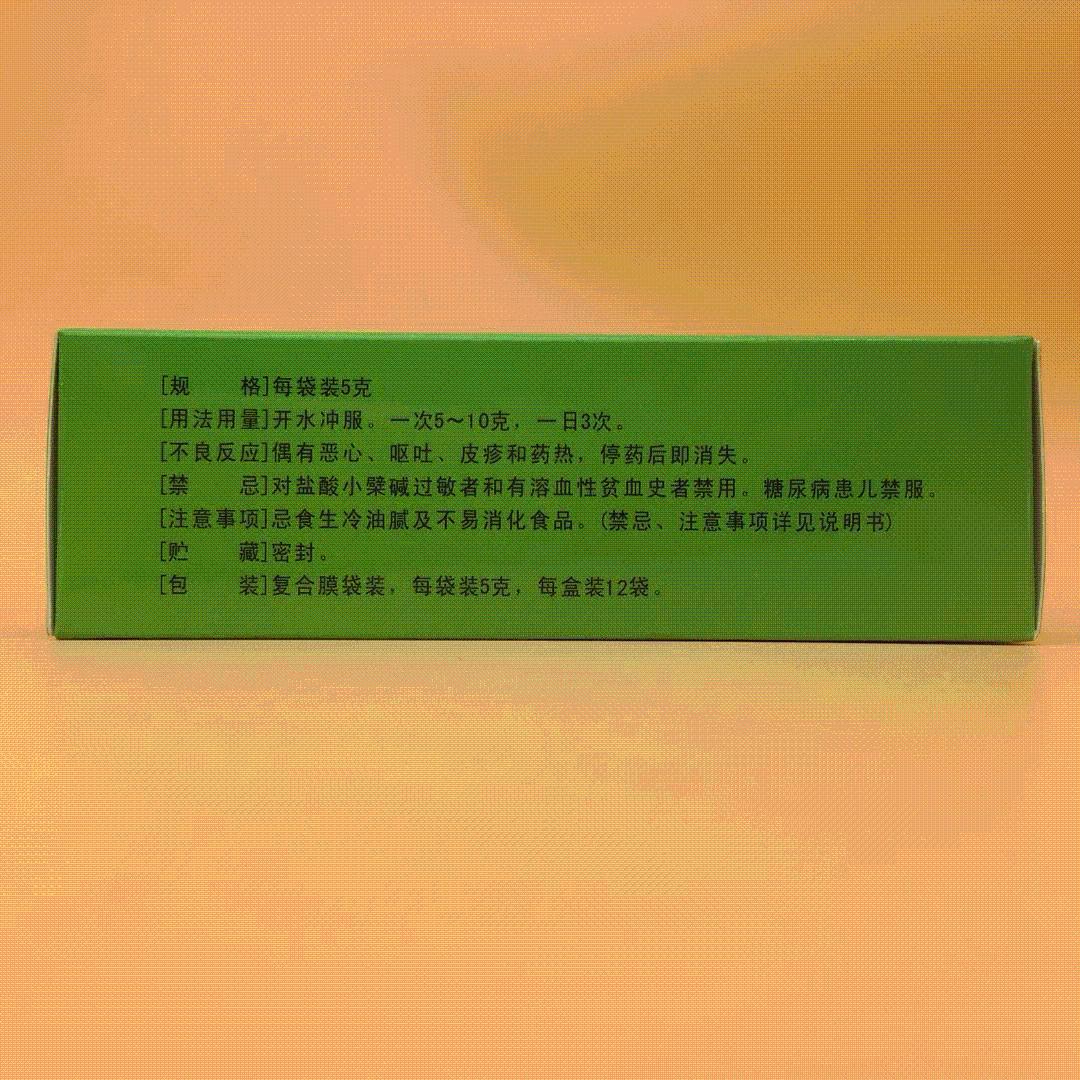 [规 格]每袋装5克
[用法用量]开水冲服。一次5～10克，一日3次。
[不良反应]偶有恶心、呕吐、皮疹和药热，停药后即消失。
[禁 忌]对盐酸小檗碱过敏者和有溶血性贫血史者禁用。糖尿病患儿禁服。
[注意事项]忌食生冷油腻及不易消化食品。(禁忌、注意事项详见说明书)
[贮 藏]密封。
[包 装]复合膜袋装，每袋装5克，每盒装12袋。